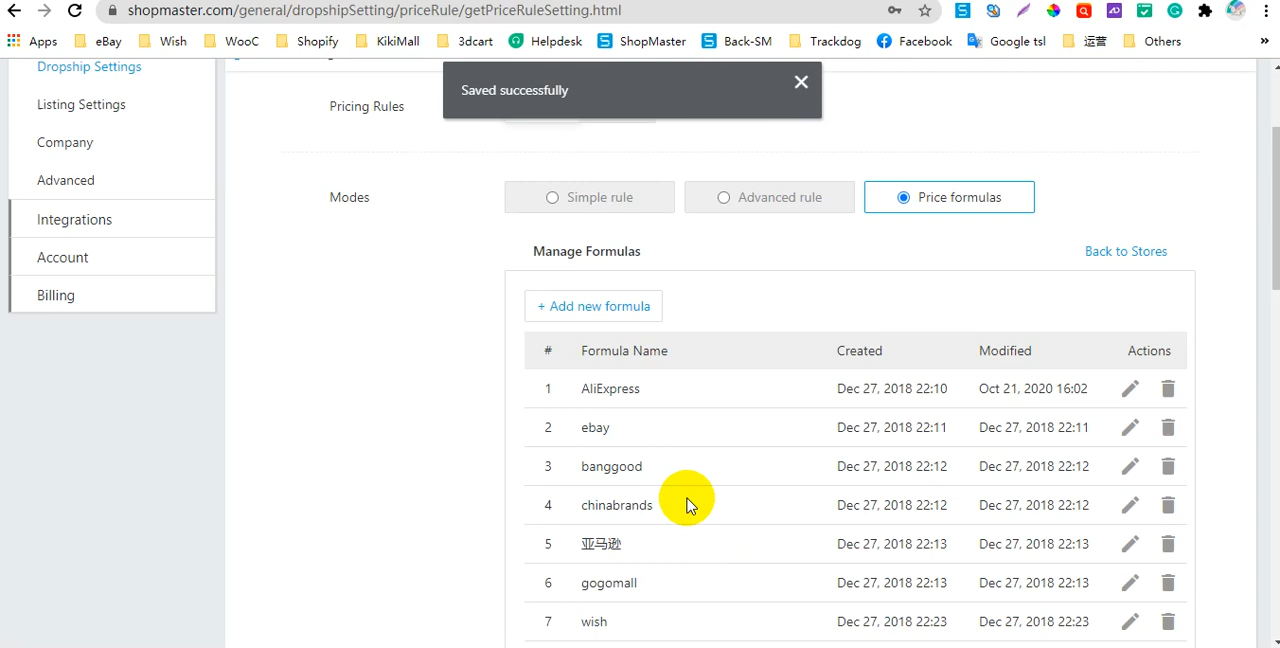 shopmaster.com/general/dropshipSetting/priceRule/getPriceRuleSetting.html
Apps eBay Wish WooC Shopify KikiMall 3dcart Helpdesk ShopMaster Back-SM Trackdog Facebook Google tsl 运营 Others »
Dropship Settings
Listing Settings
Company
Advanced
Integrations
Account
Billing
Saved successfully
Pricing Rules
Modes Simple rule Advanced rule Price formulas
Manage Formulas Back to Stores
+ Add new formula
# Formula Name Created Modified Actions
1 AliExpress Dec 27, 2018 22:10 Oct 21, 2020 16:02
2 ebay Dec 27, 2018 22:11 Dec 27, 2018 22:11
3 banggood Dec 27, 2018 22:12 Dec 27, 2018 22:12
4 chinabrands Dec 27, 2018 22:12 Dec 27, 2018 22:12
5 亚马逊 Dec 27, 2018 22:13 Dec 27, 2018 22:13
6 gogomall Dec 27, 2018 22:13 Dec 27, 2018 22:13
7 wish Dec 27, 2018 22:23 Dec 27, 2018 22:23